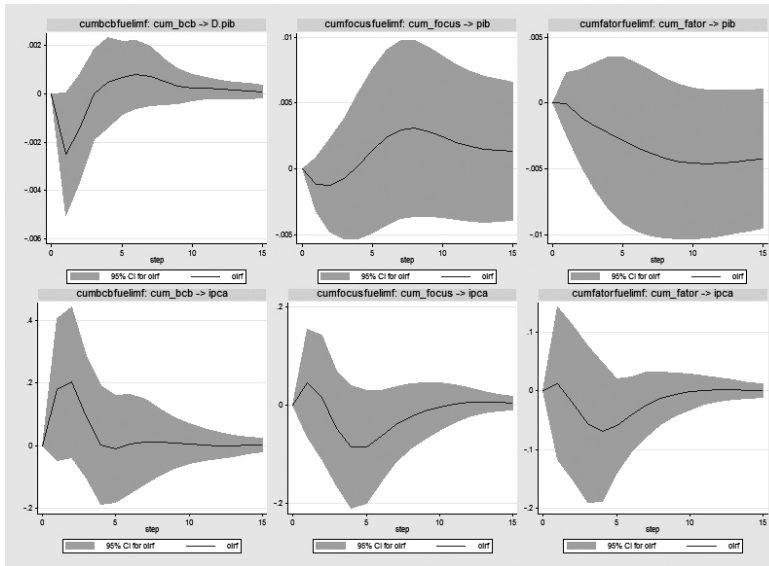 cumbcbfuelimf: cum_bcb -> D.pib
cumfocusfuelimf: cum_focus -> pib
cumfatorfuelimf: cum_fator -> pib
.002
0
-.002
-.004
-.006
0
5
10
15
step
95% CI for oirf
oirf
.01
.005
0
-.005
0
5
10
15
step
95% CI for oirf
oirf
.005
0
-.005
-.01
0
5
10
15
step
95% CI for oirf
oirf
cumbcbfuelimf: cum_bcb -> ipca
cumfocusfuelimf: cum_focus -> ipca
cumfatorfuelimf: cum_fator -> ipca
.4
.2
0
-.2
0
5
10
15
step
95% CI for oirf
oirf
.2
0
-.2
0
5
10
15
step
95% CI for oirf
oirf
.1
0
-.1
-.2
0
5
10
15
step
95% CI for oirf
oirf